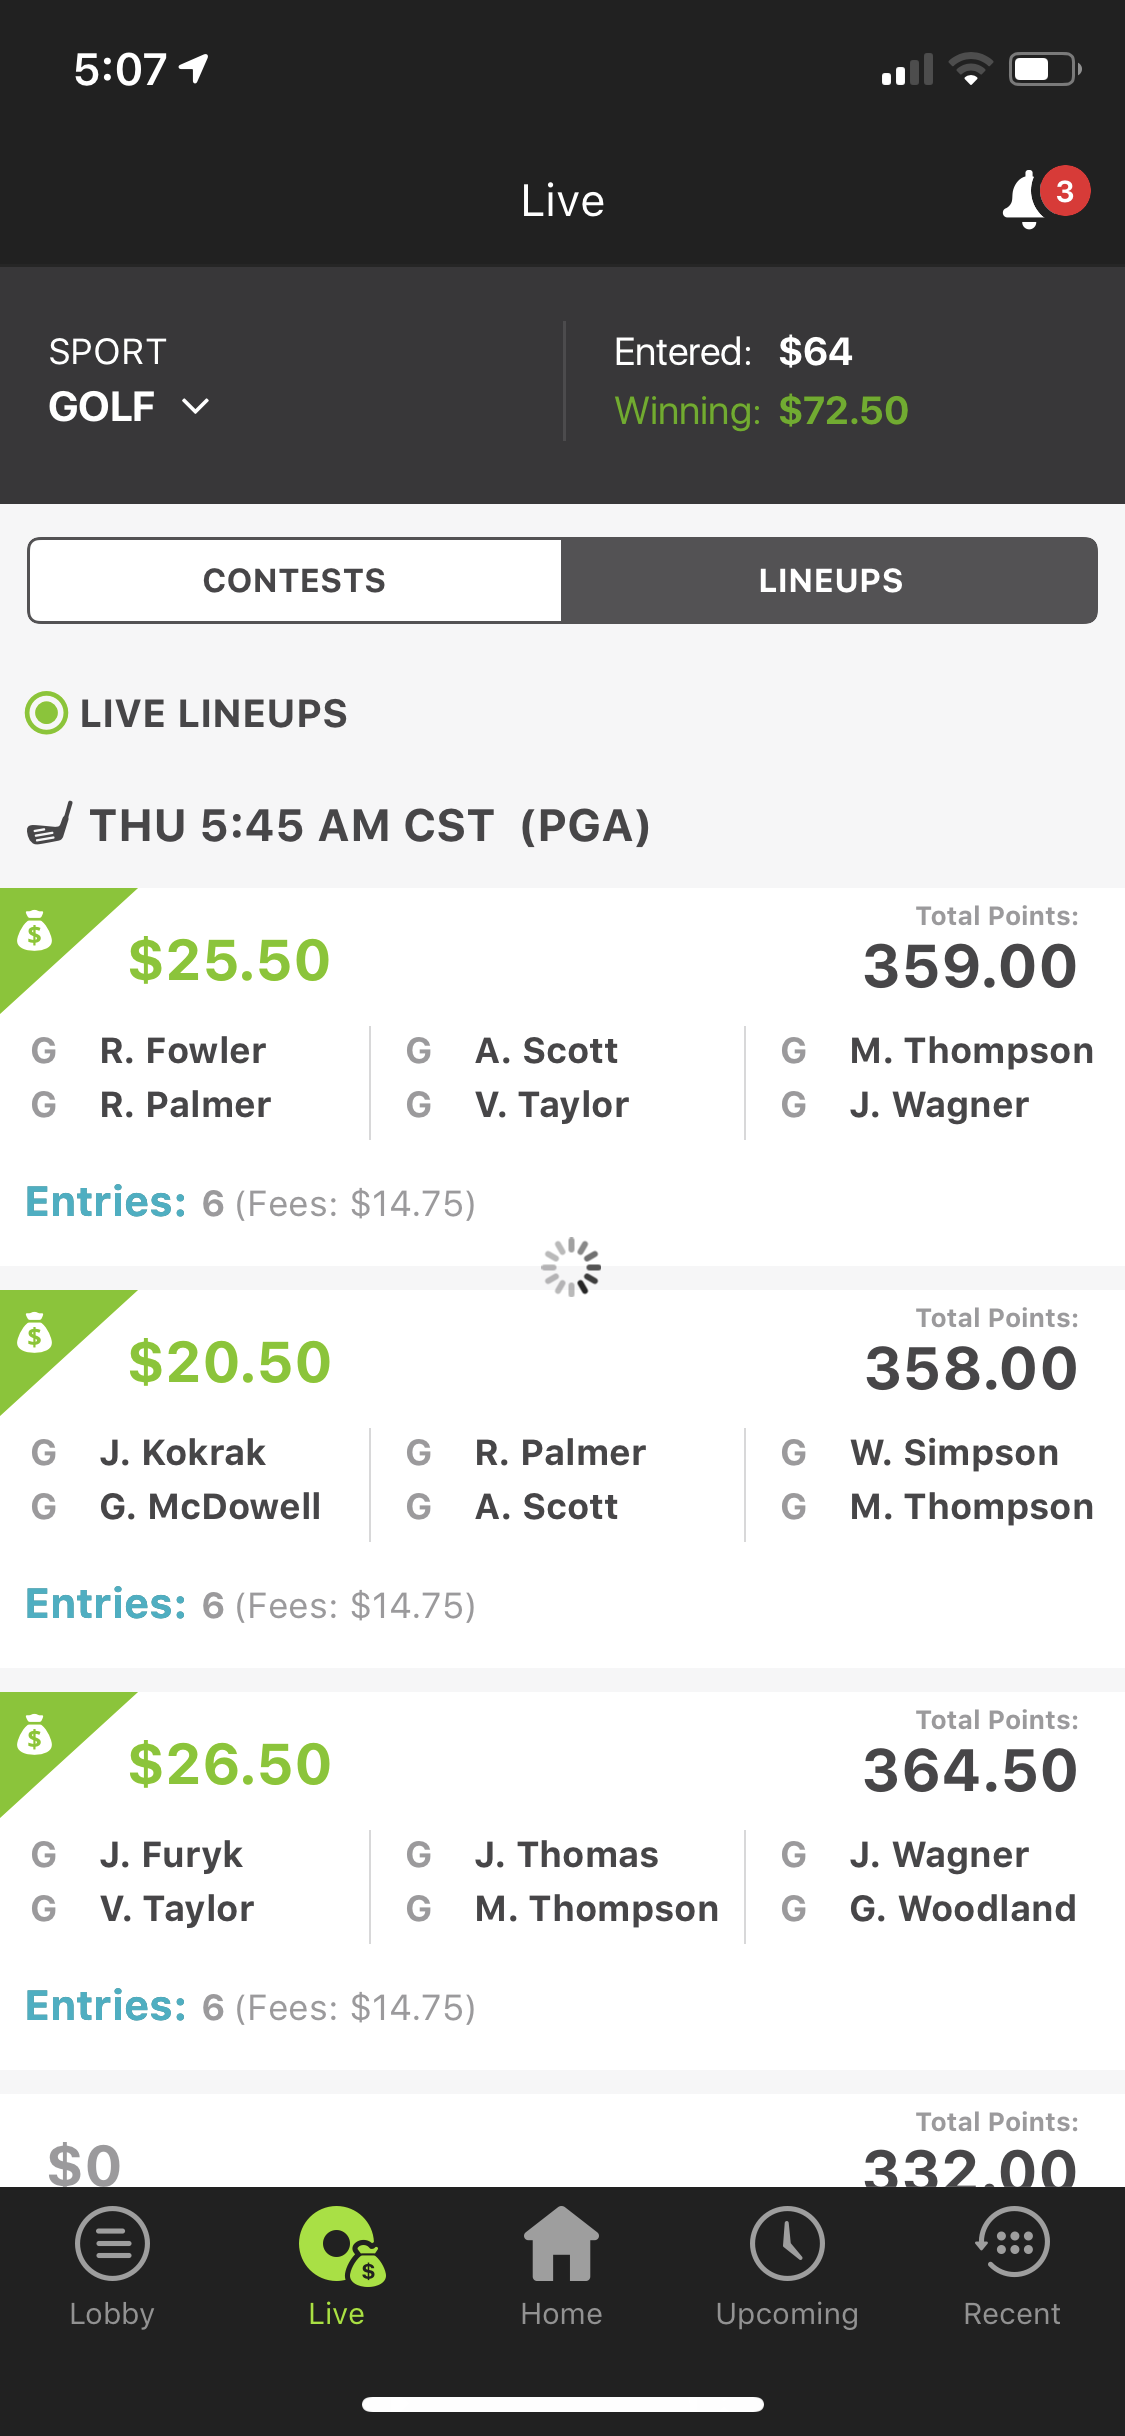 5:07
Live
3
SPORT
GOLF
Entered: $64
Winning: $72.50
CONTESTS
LINEUPS
LIVE LINEUPS
THU 5:45 AM CST (PGA)
$25.50
Total Points:
359.00
G R. Fowler G A. Scott G M. Thompson
G R. Palmer G V. Taylor G J. Wagner
Entries: 6 (Fees: $14.75)
$20.50
Total Points:
358.00
G J. Kokrak G R. Palmer G W. Simpson
G G. McDowell G A. Scott G M. Thompson
Entries: 6 (Fees: $14.75)
$26.50
Total Points:
364.50
G J. Furyk G J. Thomas G J. Wagner
G V. Taylor G M. Thompson G G. Woodland
Entries: 6 (Fees: $14.75)
$0
Total Points:
332.00
Lobby Live Home Upcoming Recent